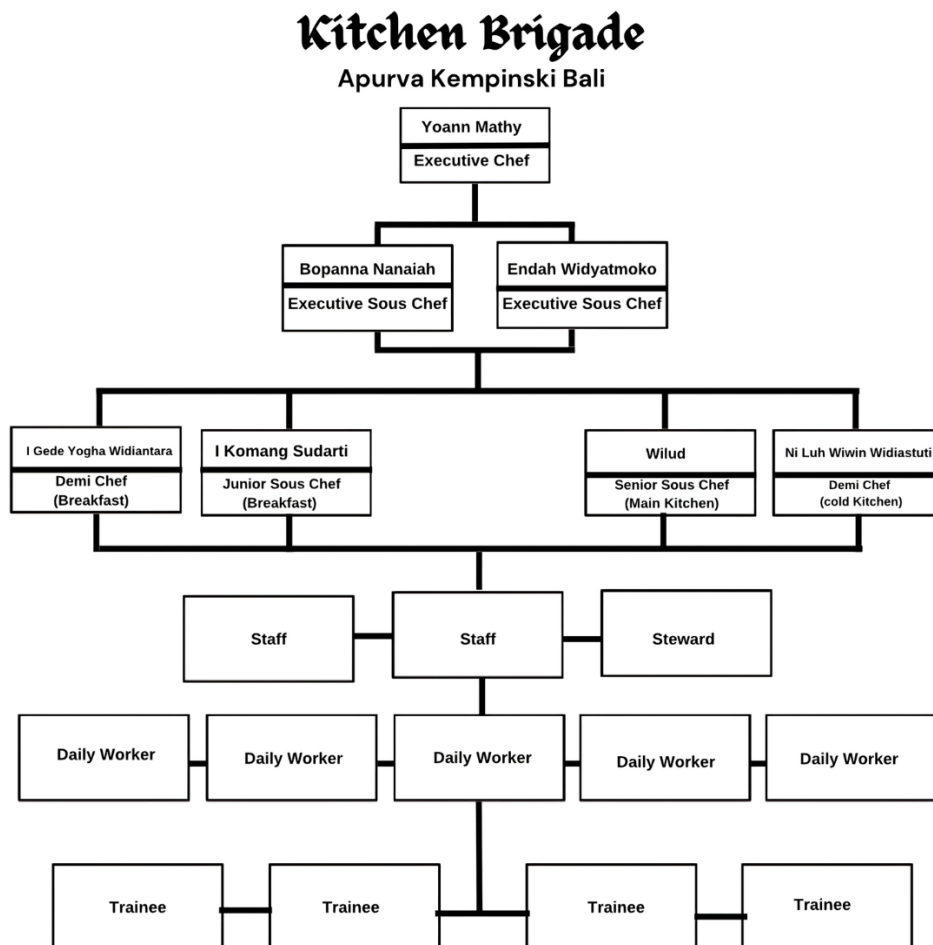 Kitchen Brigade
Apurva Kempinski Bali
Yoann Mathy
Executive Chef
Bopanna Nanaiah
Executive Sous Chef
Endah Widyatmoko
Executive Sous Chef
I Gede Yogha Widiantara
Demi Chef
(Breakfast)
I Komang Sudarti
Junior Sous Chef
(Breakfast)
Wilud
Senior Sous Chef
(Main Kitchen)
Ni Luh Wiwin Widiastuti
Demi Chef
(cold Kitchen)
Staff
Staff
Steward
Daily Worker
Daily Worker
Daily Worker
Daily Worker
Daily Worker
Trainee
Trainee
Trainee
Trainee